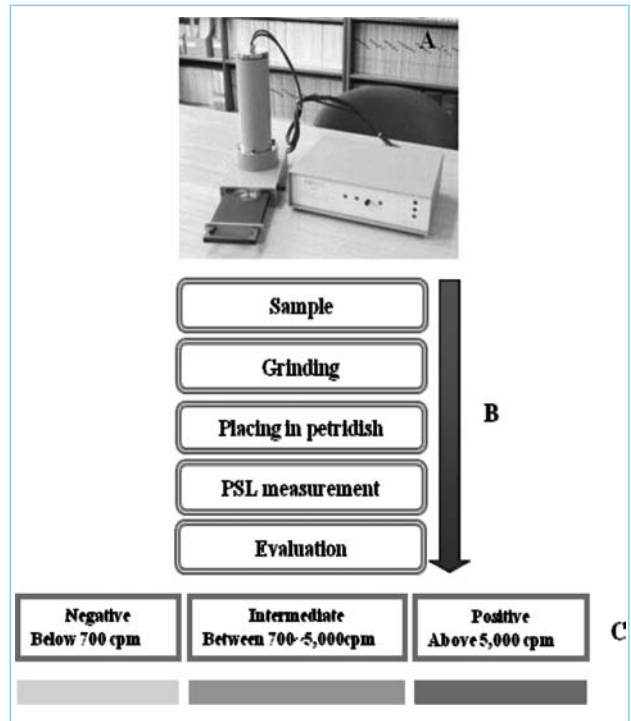 A
Sample
Grinding
Placing in petridish
PSL measurement
Evaluation
B
Negative
Below 700 cpm
Intermediate
Between 700~5,000cpm
Positive
Above 5,000 cpm
C